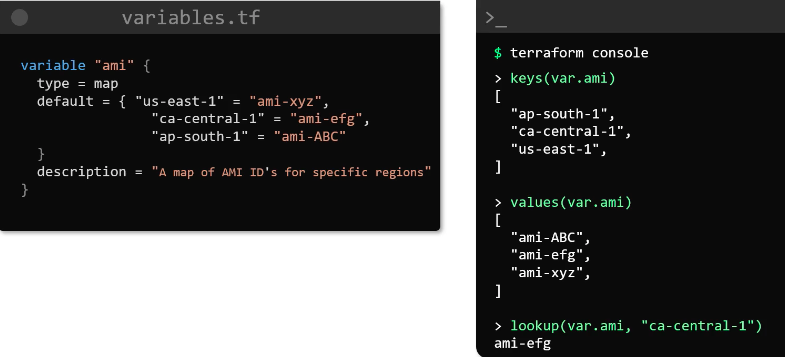 variables.tf
variable "ami" {
  type = map
  default = { "us-east-1" = "ami-xyz",
              "ca-central-1" = "ami-efg",
              "ap-south-1" = "ami-ABC"
  }
  description = "A map of AMI ID's for specific regions"
}
>_
$ terraform console
> keys(var.ami)
[
  "ap-south-1",
  "ca-central-1",
  "us-east-1",
]
> values(var.ami)
[
  "ami-ABC",
  "ami-efg",
  "ami-xyz",
]
> lookup(var.ami, "ca-central-1")
ami-efg